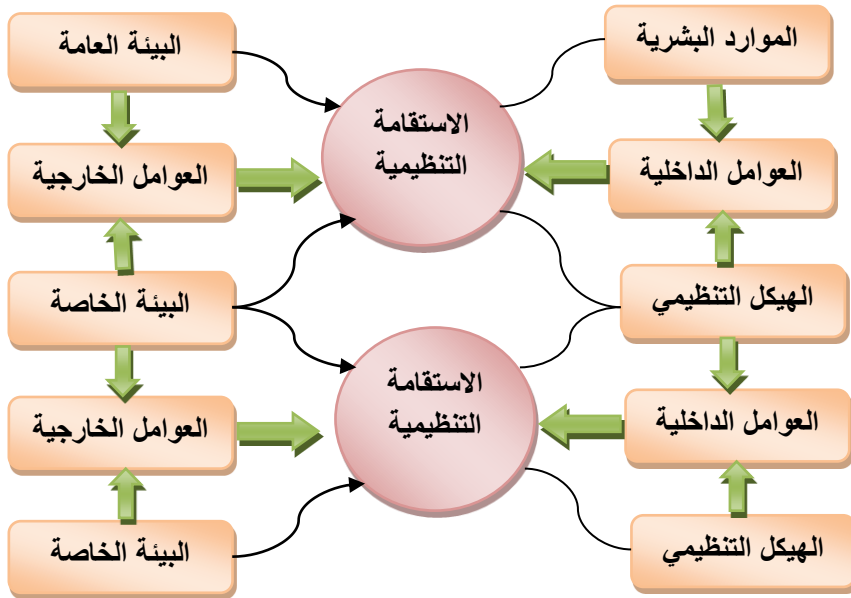 الموارد البشرية
البيئة العامة
الاستقامة
التنظيمية
العوامل الداخلية
العوامل الخارجية
الهيكل التنظيمي
البيئة الخاصة
الاستقامة
التنظيمية
العوامل الداخلية
العوامل الخارجية
الهيكل التنظيمي
البيئة الخاصة